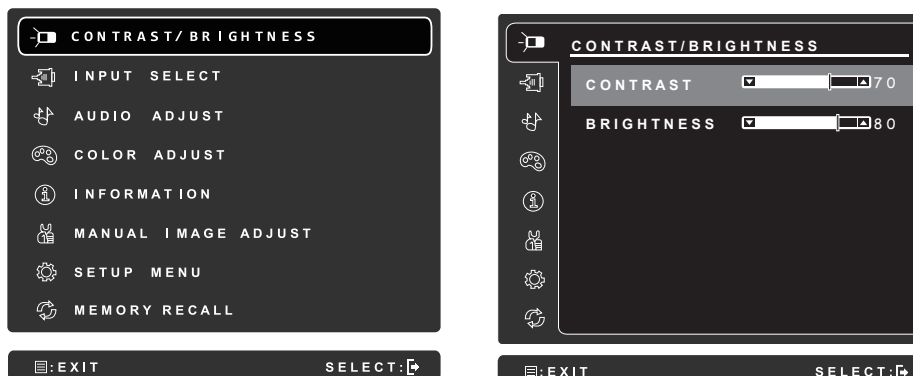 CONTRAST/BRIGHTNESS
INPUT SELECT
AUDIO ADJUST
COLOR ADJUST
INFORMATION
MANUAL IMAGE ADJUST
SETUP MENU
MEMORY RECALL
:EXIT SELECT:
CONTRAST/BRIGHTNESS
CONTRAST 70
BRIGHTNESS 80
:EXIT SELECT: